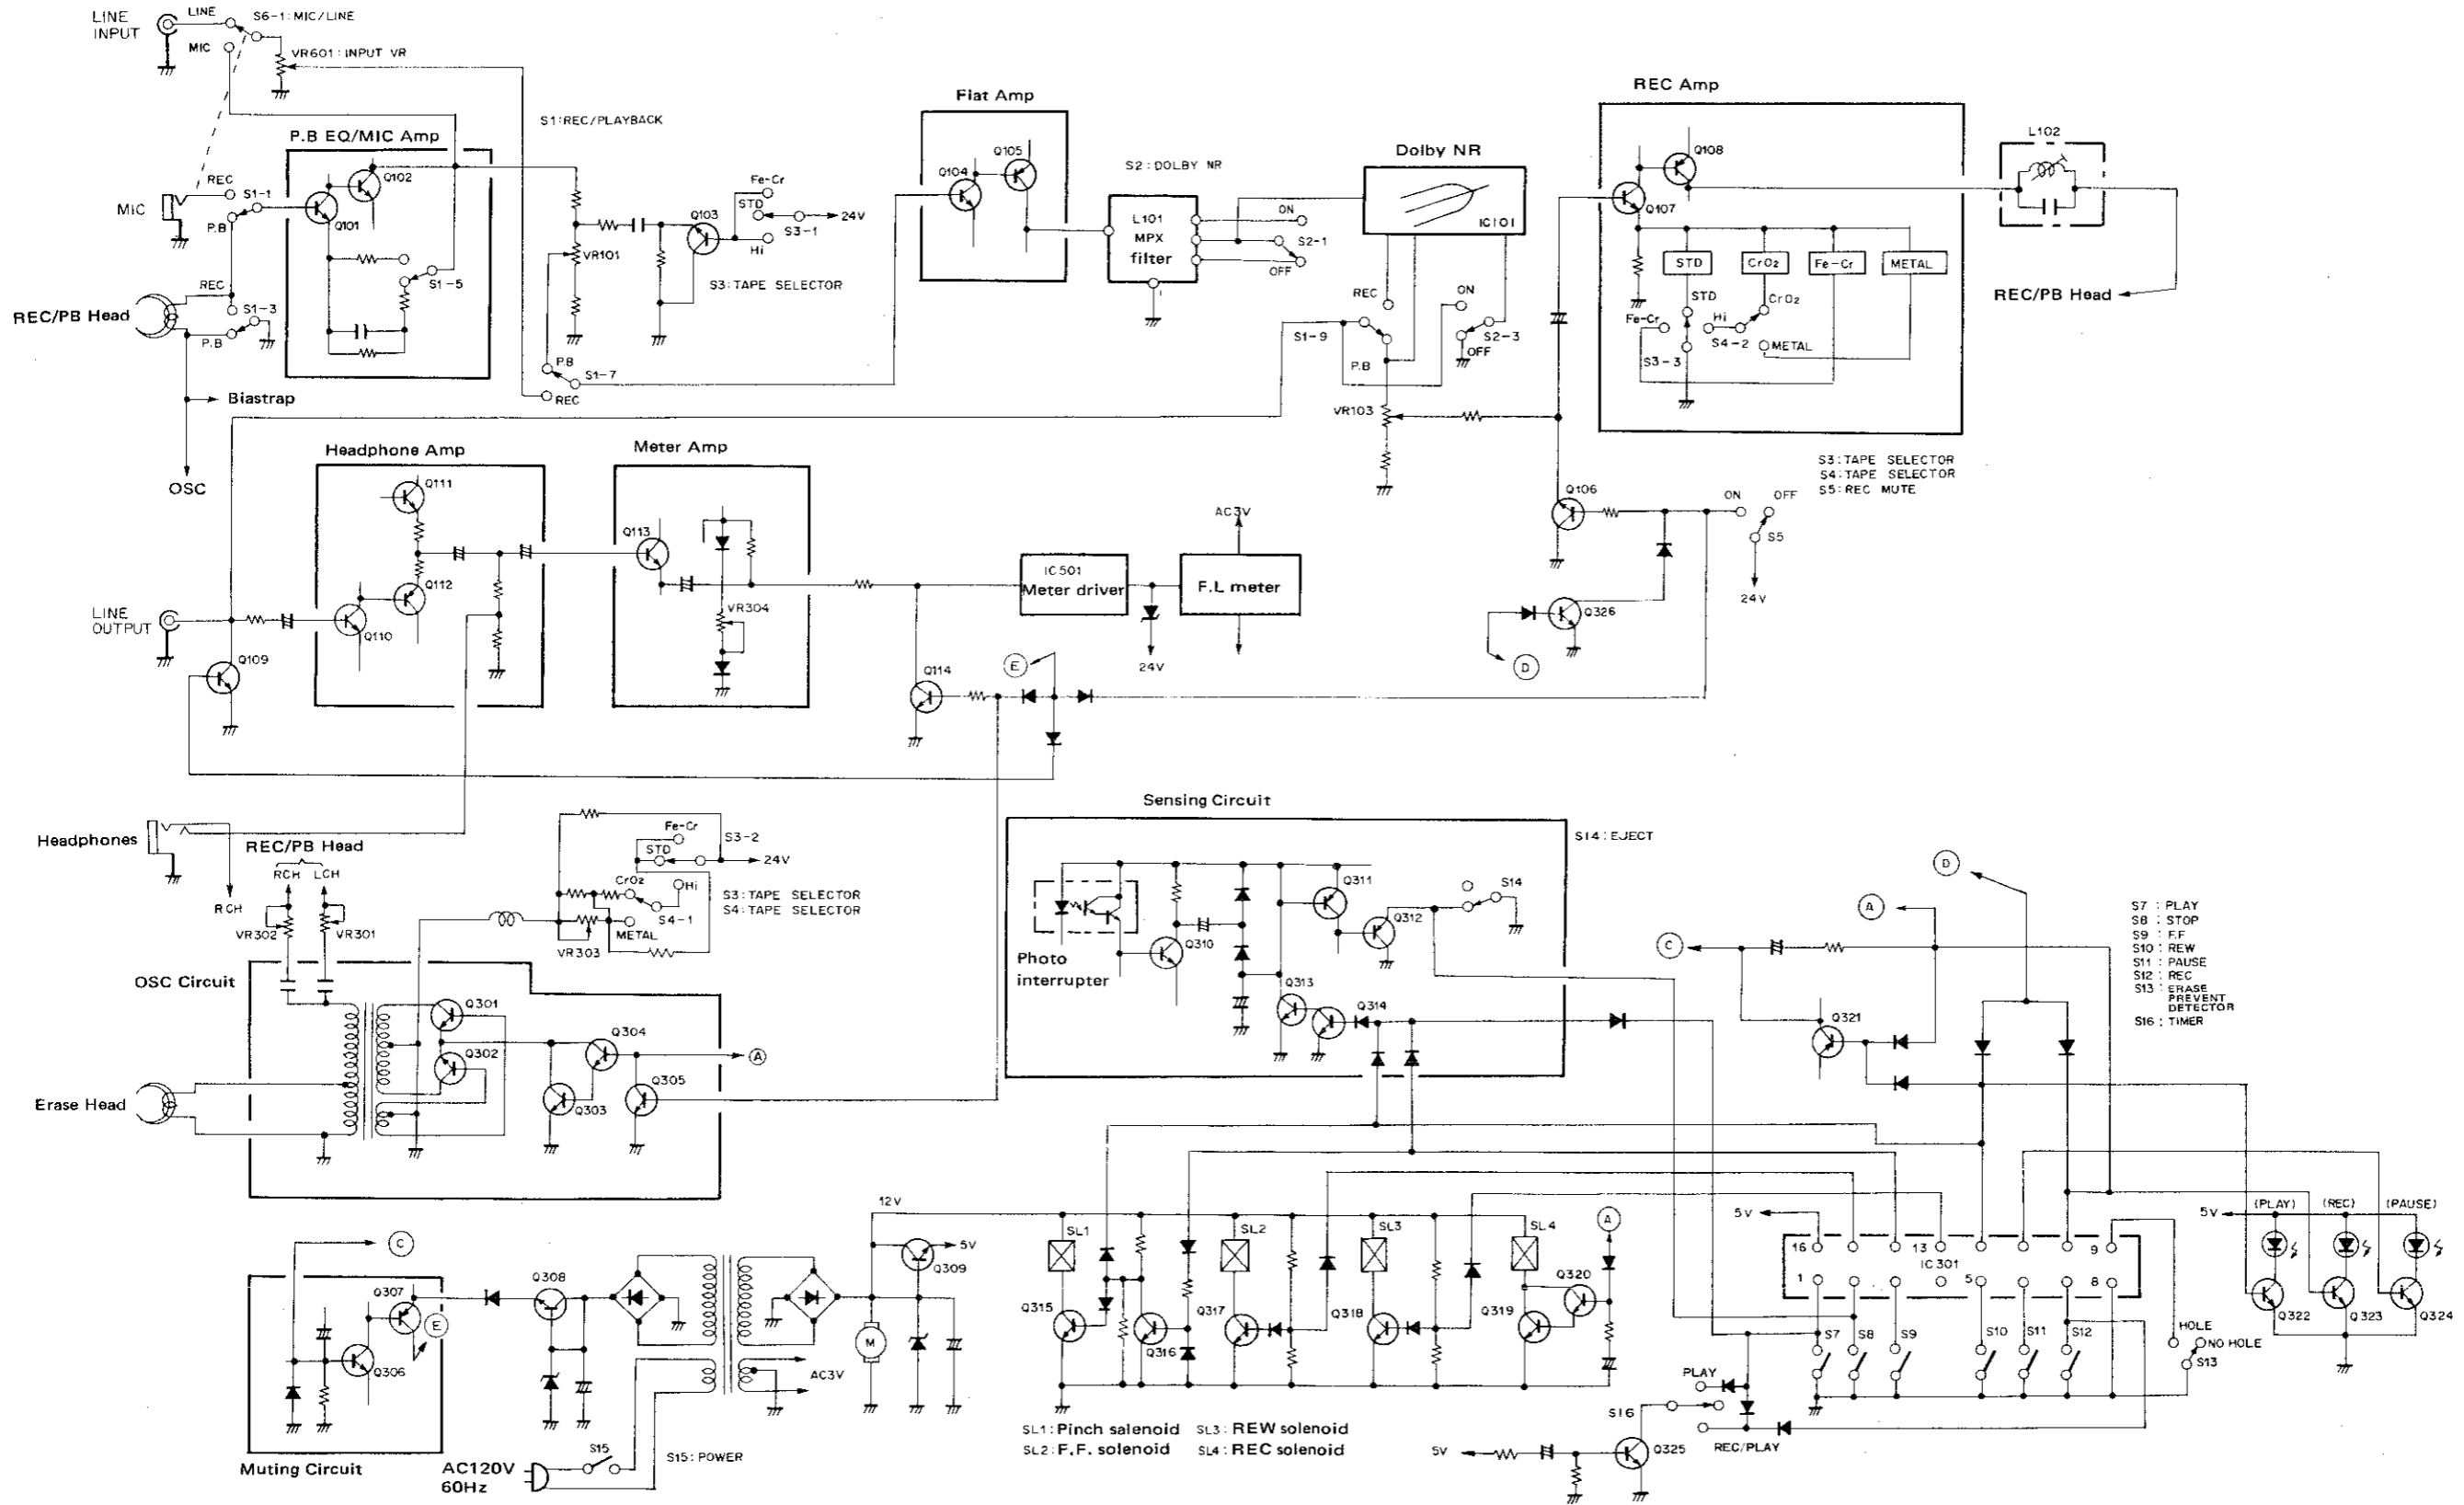 LINE INPUT
LINE
S6-1:MIC/LINE
MIC
VR601:INPUT VR
P.B EQ/MIC Amp
S1:REC/PLAYBACK
Flat Amp
REC Amp
L102
REC
S1-1
MIC
P.B
Q101
Q102
S1-5
REC
S1-3
P.B
REC/PB Head
Biastrap
OSC
VR101
Q103
Fe-Cr
STD
S3-1
24V
Hi
S3:TAPE SELECTOR
P.B
S1-7
REC
Q104
Q105
S2:DOLBY NR
L101
MPX
filter
ON
S2-1
OFF
Dolby NR
IC101
REC
S1-9
P.B
ON
S2-3
OFF
VR103
Q107
Q108
STD
CrO2
Fe-Cr
METAL
STD
CrO2
Fe-Cr
Hi
S4-2
METAL
S3-3
REC/PB Head
S3:TAPE SELECTOR
S4:TAPE SELECTOR
S5:REC MUTE
Headphone Amp
Meter Amp
Q111
Q112
Q110
Q113
VR304
LINE OUTPUT
Q109
IC501
Meter driver
AC3V
F.L meter
24V
Q114
E
Q106
ON
OFF
S5
24V
Q326
D
Headphones
RCH
REC/PB Head
RCH LCH
VR302
VR301
Fe-Cr
S3-2
STD
24V
CrO2
Hi
S4-1
METAL
VR303
S3:TAPE SELECTOR
S4:TAPE SELECTOR
OSC Circuit
Q301
Q302
Q304
Q303
Q305
A
Erase Head
Sensing Circuit
S14:EJECT
Photo
interrupter
Q310
Q311
Q312
S14
Q313
Q314
D
A
C
Q321
S7 : PLAY
S8 : STOP
S9 : F.F
S10 : REW
S11 : PAUSE
S12 : REC
S13 : ERASE
PREVENT
DETECTOR
S16 : TIMER
C
Q307
E
Q306
Muting Circuit
Q308
12V
5V
Q309
M
AC3V
AC120V
60Hz
S15
S15:POWER
SL1
SL2
SL3
SL4
A
Q315
Q316
Q317
Q318
Q319
Q320
SL1:Pinch salenoid
SL3:REW solenoid
SL2:F.F. solenoid
SL4:REC solenoid
5V
16
13
9
IC301
1
5
8
S7
S8
S9
S10
S11
S12
HOLE
NO HOLE
S13
PLAY
S16
REC/PLAY
5V
Q325
5V
(PLAY)
(REC)
(PAUSE)
Q322
Q323
Q324